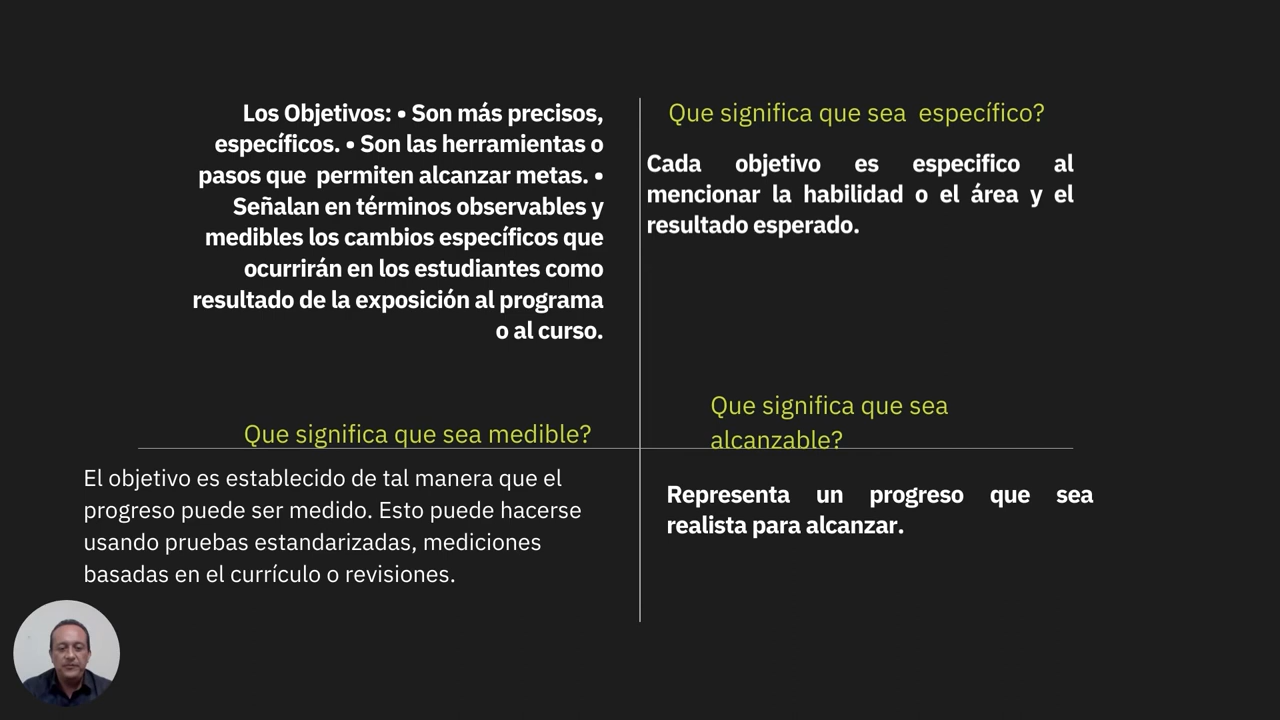 Los Objetivos: • Son más precisos,
específicos. • Son las herramientas o
pasos que  permiten alcanzar metas. •
Señalan en términos observables y
medibles los cambios específicos que
ocurrirán en los estudiantes como
resultado de la exposición al programa
o al curso.
Que significa que sea  específico?
Cada objetivo es especifico al
mencionar la habilidad o el área y el
resultado esperado.
Que significa que sea medible?
El objetivo es establecido de tal manera que el
progreso puede ser medido. Esto puede hacerse
usando pruebas estandarizadas, mediciones
basadas en el currículo o revisiones.
Que significa que sea
alcanzable?
Representa un progreso que sea
realista para alcanzar.